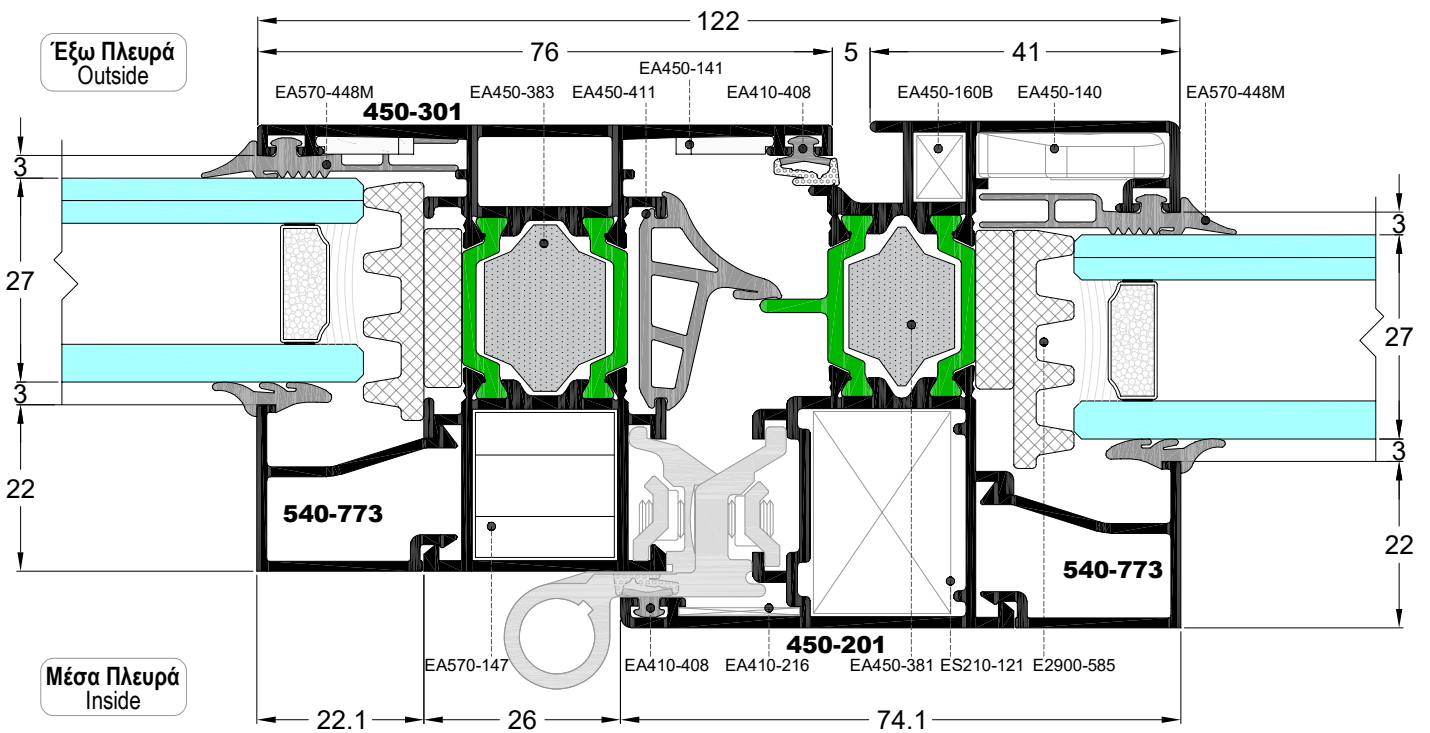 122
Έξω Πλευρά
Outside
76
5
41
EA450-141
EA570-448M
EA450-383
EA450-411
EA410-408
EA450-160B
EA450-140
EA570-448M
450-301
3
3
27
27
3
3
22
22
540-773
540-773
450-201
EA570-147
EA410-408
EA410-216
EA450-381
ES210-121
E2900-585
Μέσα Πλευρά
Inside
22.1
26
74.1